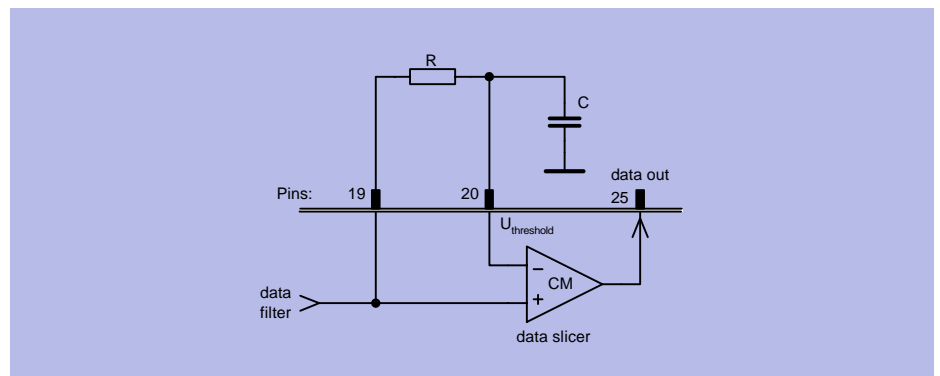 R
C
data out
Pins: 19 20 25
U threshold
−
CM
data
filter
+
data slicer